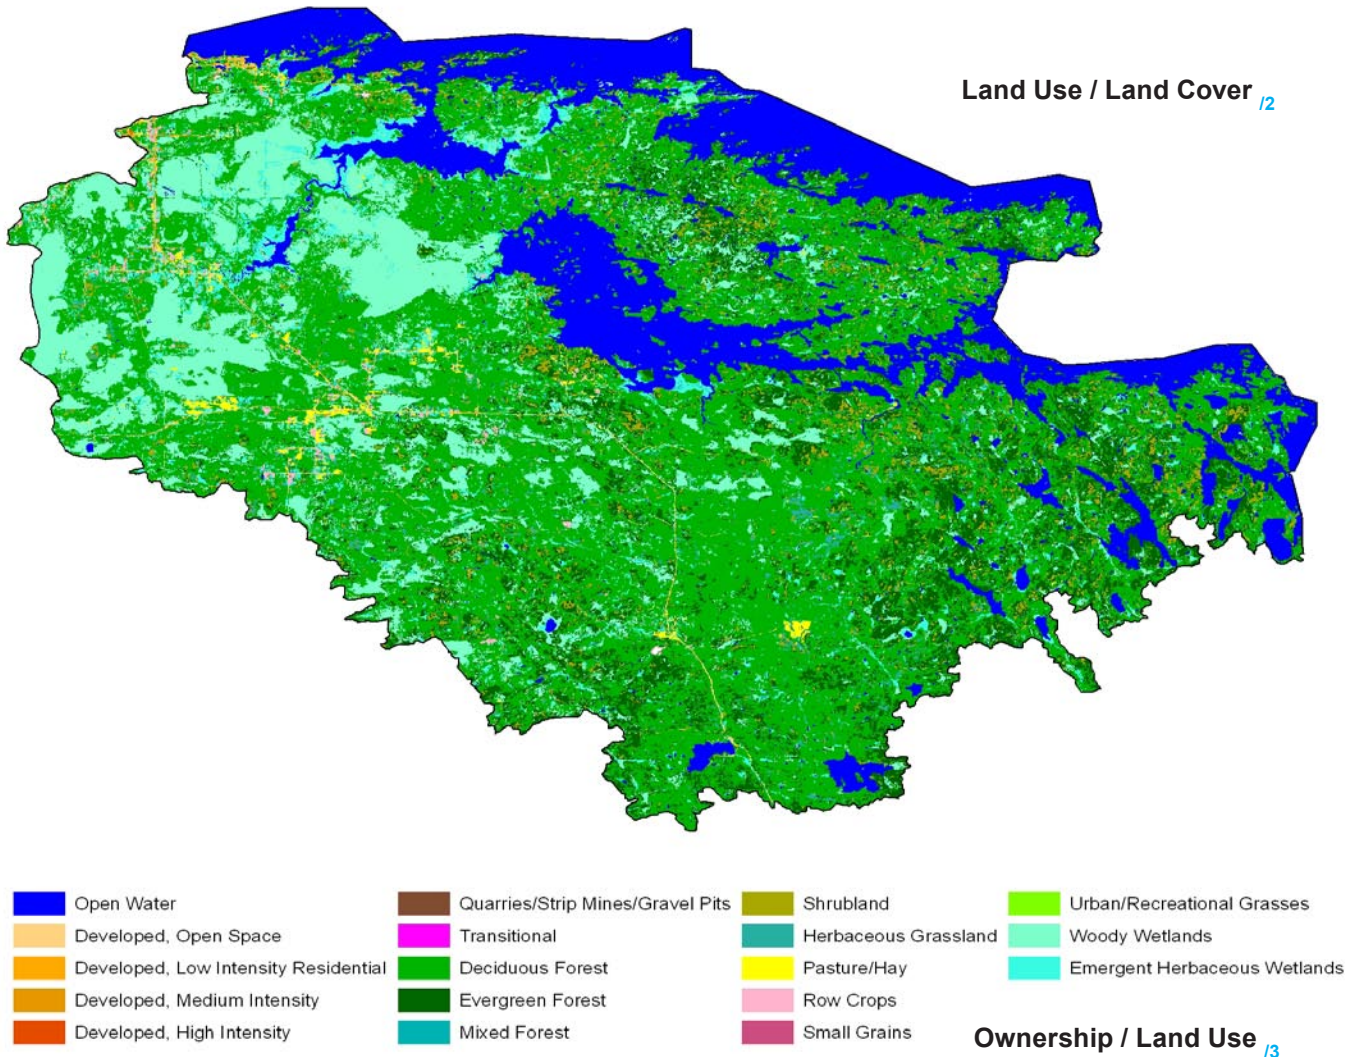 Land Use / Land Cover /2
Open Water
Developed, Open Space
Developed, Low Intensity Residential
Developed, Medium Intensity
Developed, High Intensity
Quarries/Strip Mines/Gravel Pits
Transitional
Deciduous Forest
Evergreen Forest
Mixed Forest
Shrubland
Herbaceous Grassland
Pasture/Hay
Row Crops
Small Grains
Urban/Recreational Grasses
Woody Wetlands
Emergent Herbaceous Wetlands
Ownership / Land Use /3